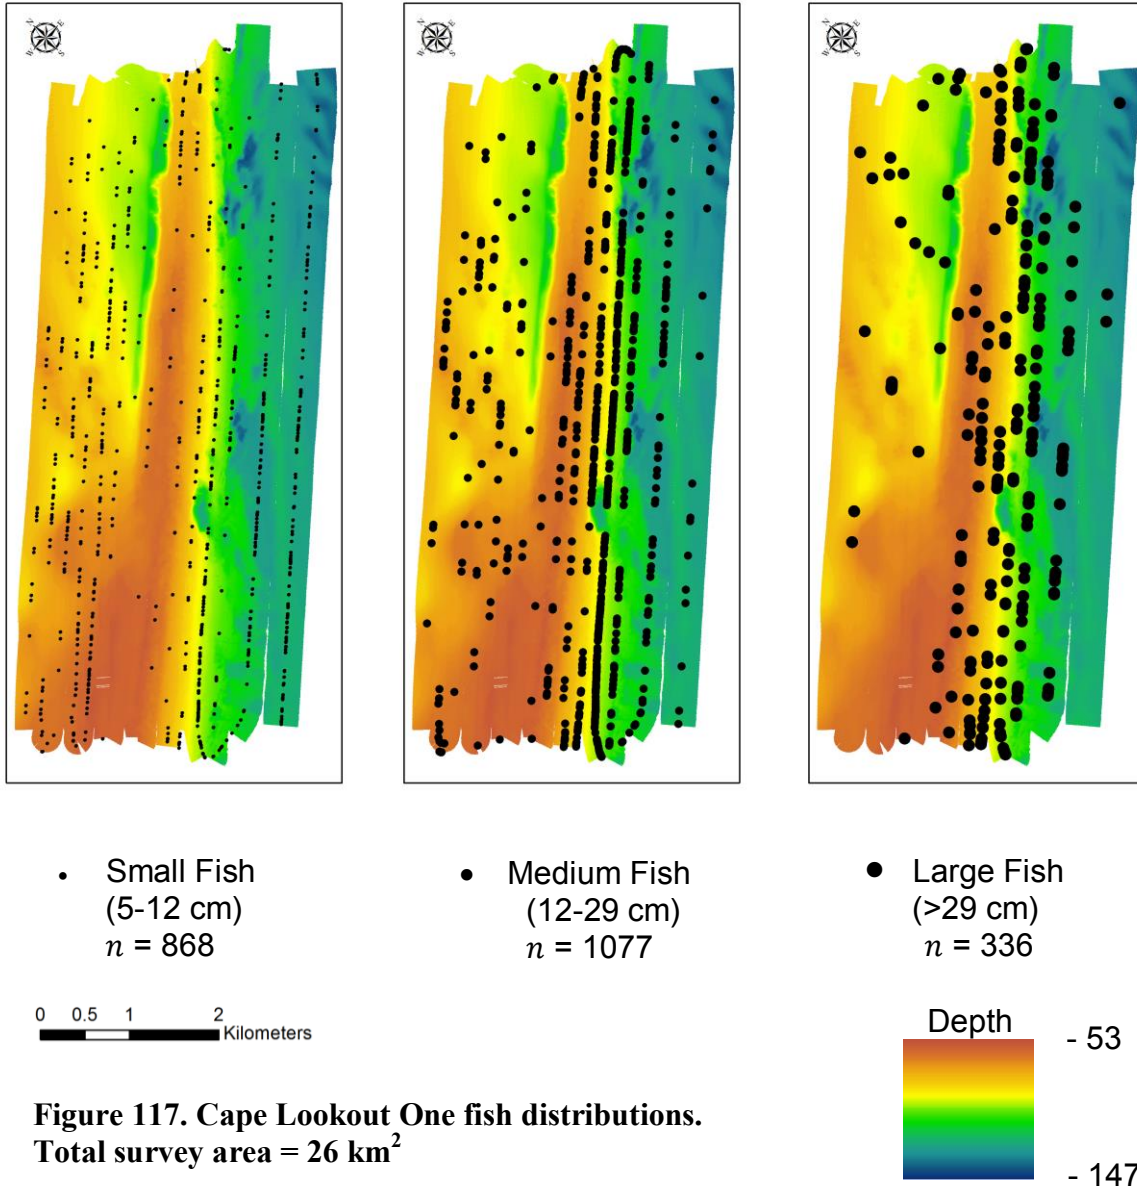 N E S W
N E S W
N E S W
Small Fish
(5-12 cm)
n = 868
Medium Fish
(12-29 cm)
n = 1077
Large Fish
(>29 cm)
n = 336
0 0.5 1 2
Kilometers
Depth
- 53
- 147
Figure 117. Cape Lookout One fish distributions.
Total survey area = 26 km²